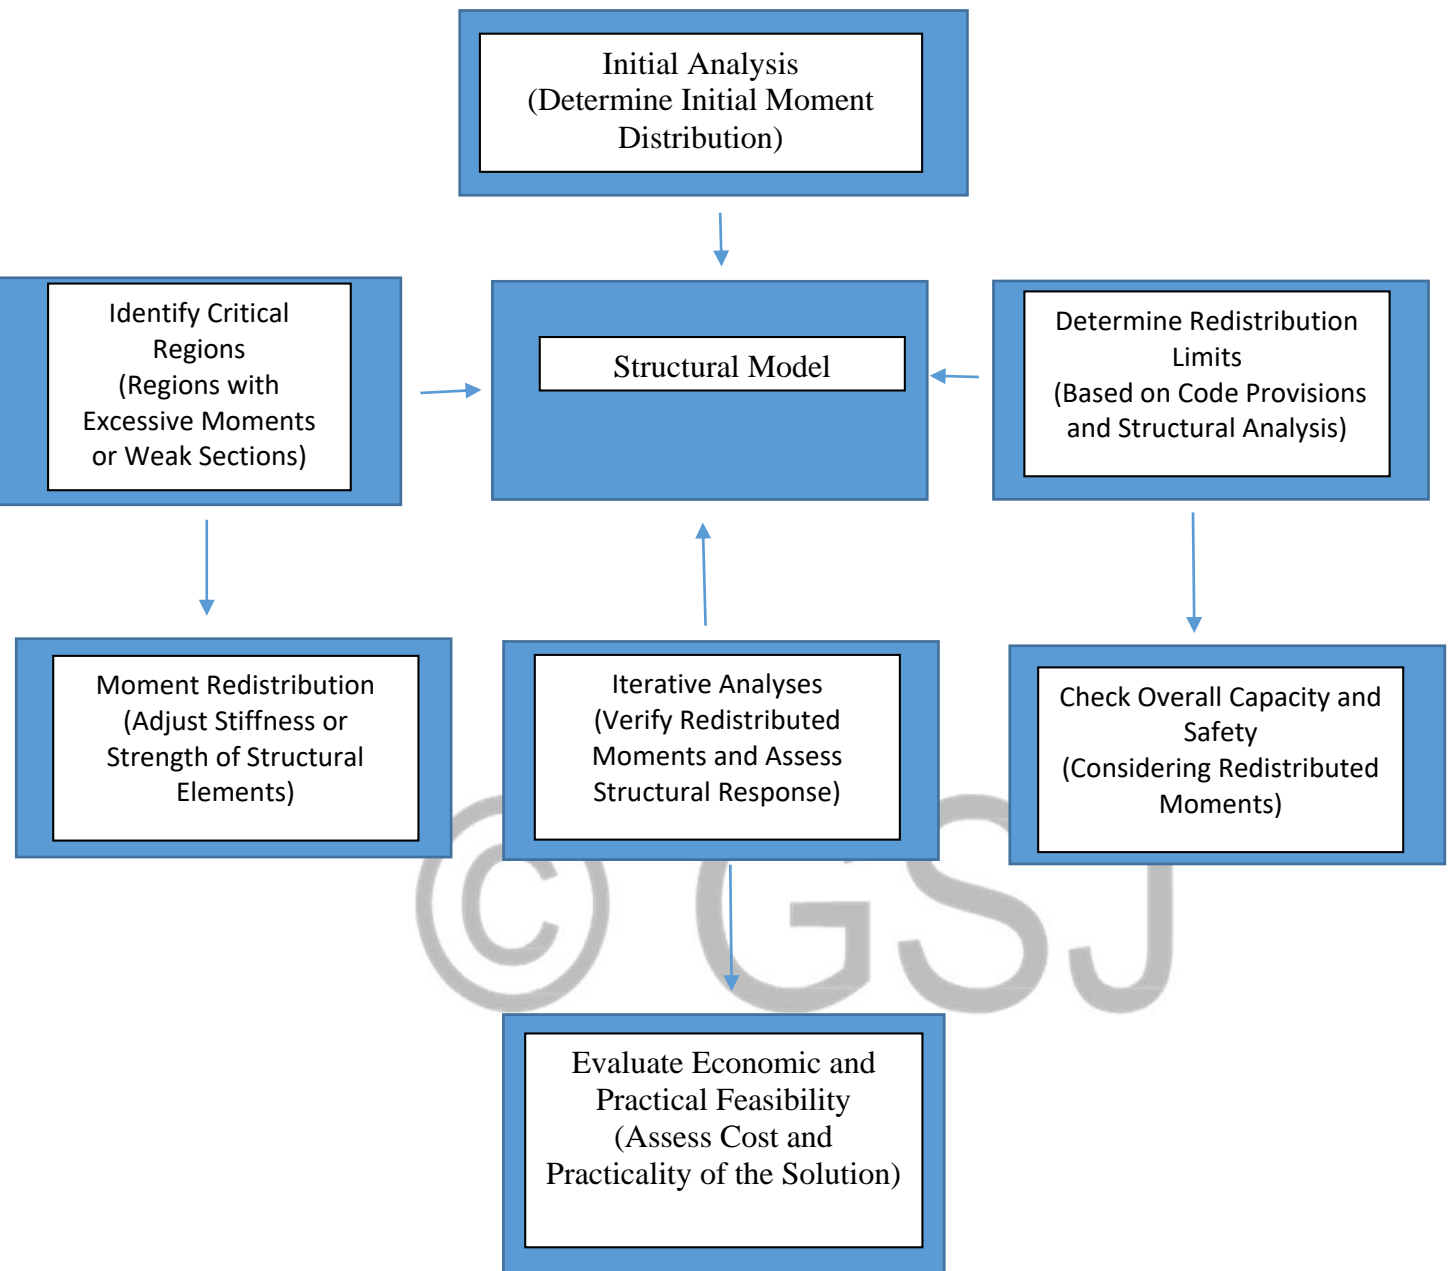 Initial Analysis
(Determine Initial Moment
Distribution)
Identify Critical
Regions
(Regions with
Excessive Moments
or Weak Sections)
Structural Model
Determine Redistribution
Limits
(Based on Code Provisions
and Structural Analysis)
Moment Redistribution
(Adjust Stiffness or
Strength of Structural
Elements)
Iterative Analyses
(Verify Redistributed
Moments and Assess
Structural Response)
Check Overall Capacity and
Safety
(Considering Redistributed
Moments)
© GSJ
Evaluate Economic and
Practical Feasibility
(Assess Cost and
Practicality of the Solution)